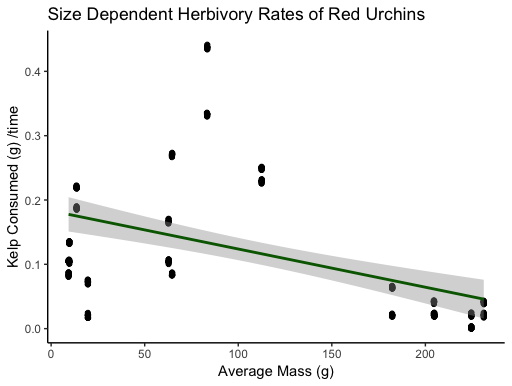 Size Dependent Herbivory Rates of Red Urchins
Kelp Consumed (g) /time
0.4
0.3
0.2
0.1
0.0
0 50 100 150 200
Average Mass (g)